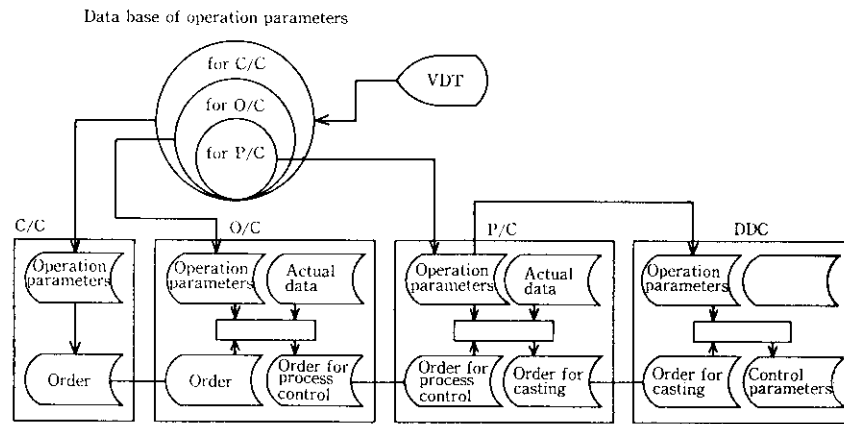 Data base of operation parameters
for C/C
for O/C
for P/C
VDT
C/C
O/C
P/C
DDC
Operation
parameters
Operation
parameters
Actual
data
Operation
parameters
Actual
data
Operation
parameters
Order
Order
Order for
process
control
Order for
process
control
Order for
casting
Order for
casting
Control
parameters